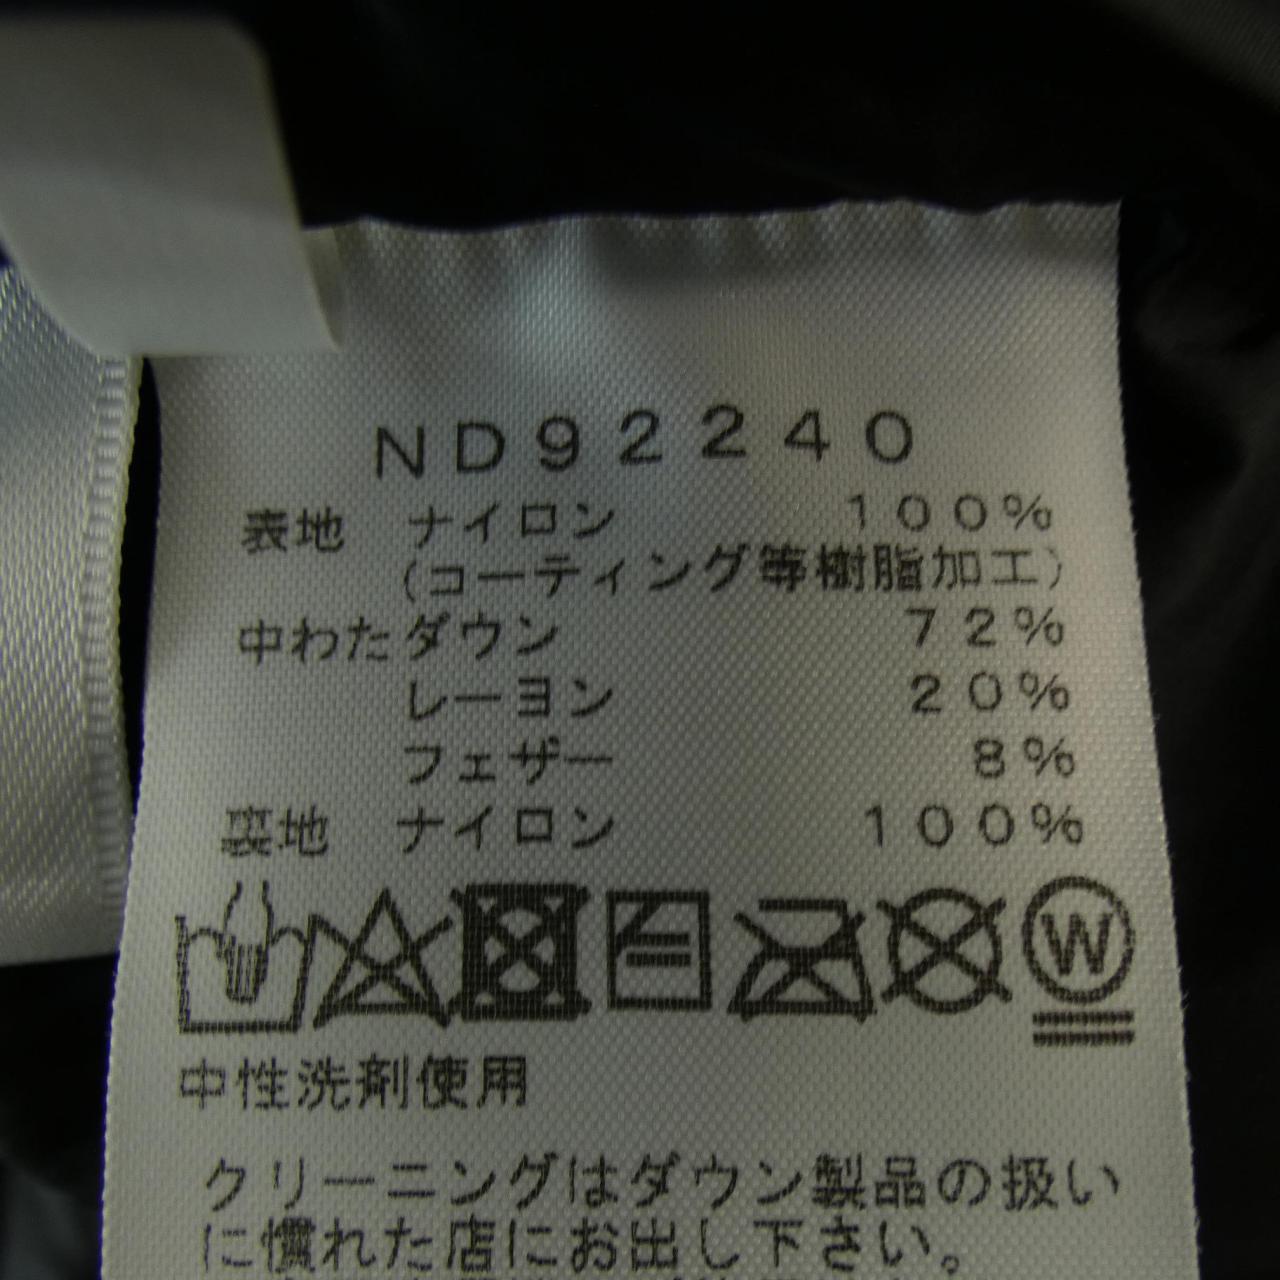 ND92240
表地 ナイロン 100%
(コーティング等樹脂加工)
中わた ダウン 72%
レーヨン 20%
フェザー 8%
裏地 ナイロン 100%
W
中性洗剤使用
クリーニングはダウン製品の扱い
に慣れた店にお出し下さい。